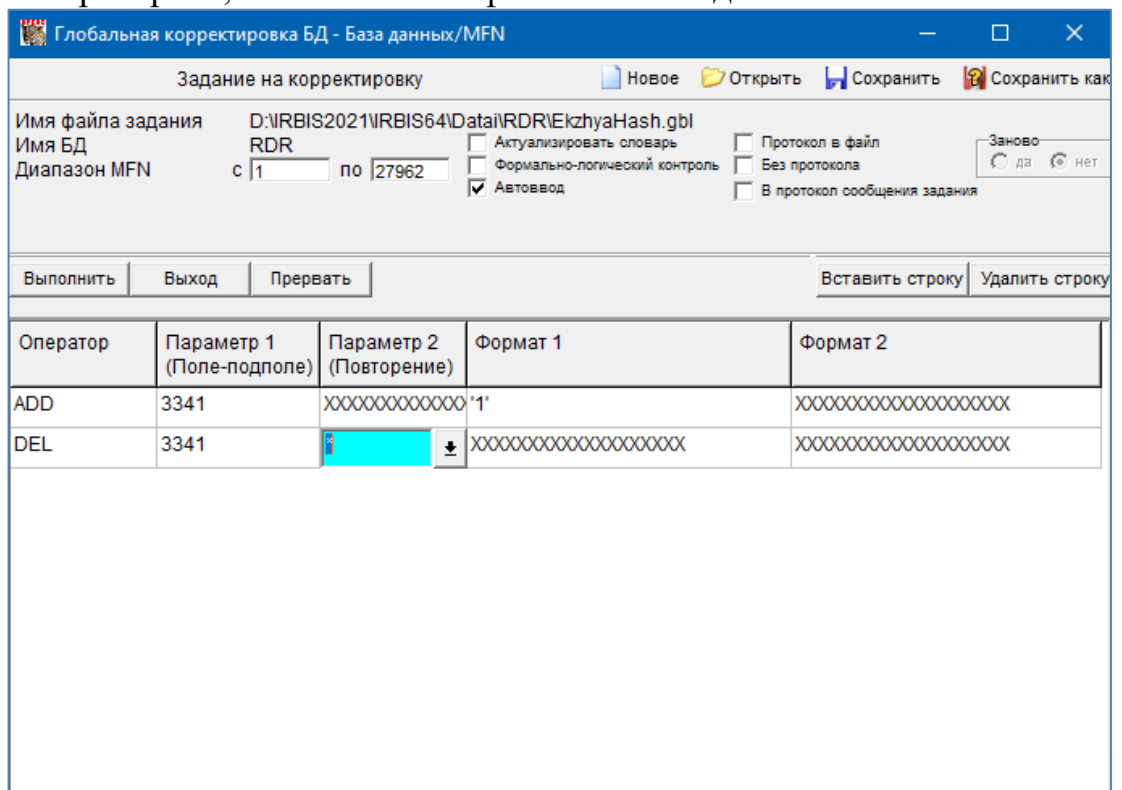 Глобальная корректировка БД - База данных/MFN
Задание на корректировку Новое Открыть Сохранить Сохранить как
Имя файла задания D:\IRBIS2021\IRBIS64\Datai\RDR\EkzhyaHash.gbl
Имя БД RDR Актуализировать словарь Протокол в файл Заново
Диапазон MFN с 1 по 27962 Формально-логический контроль Без протокола да нет
Автоввод В протокол сообщения задания
Выполнить Выход Прервать Вставить строку Удалить строку
Оператор Параметр 1 Параметр 2 Формат 1 Формат 2
(Поле-подполе) (Повторение)
ADD 3341 XXXXXXXXXXXXX '1' XXXXXXXXXXXXXXXXXXX
DEL 3341 * XXXXXXXXXXXXXXXXXXX XXXXXXXXXXXXXXXXXXX